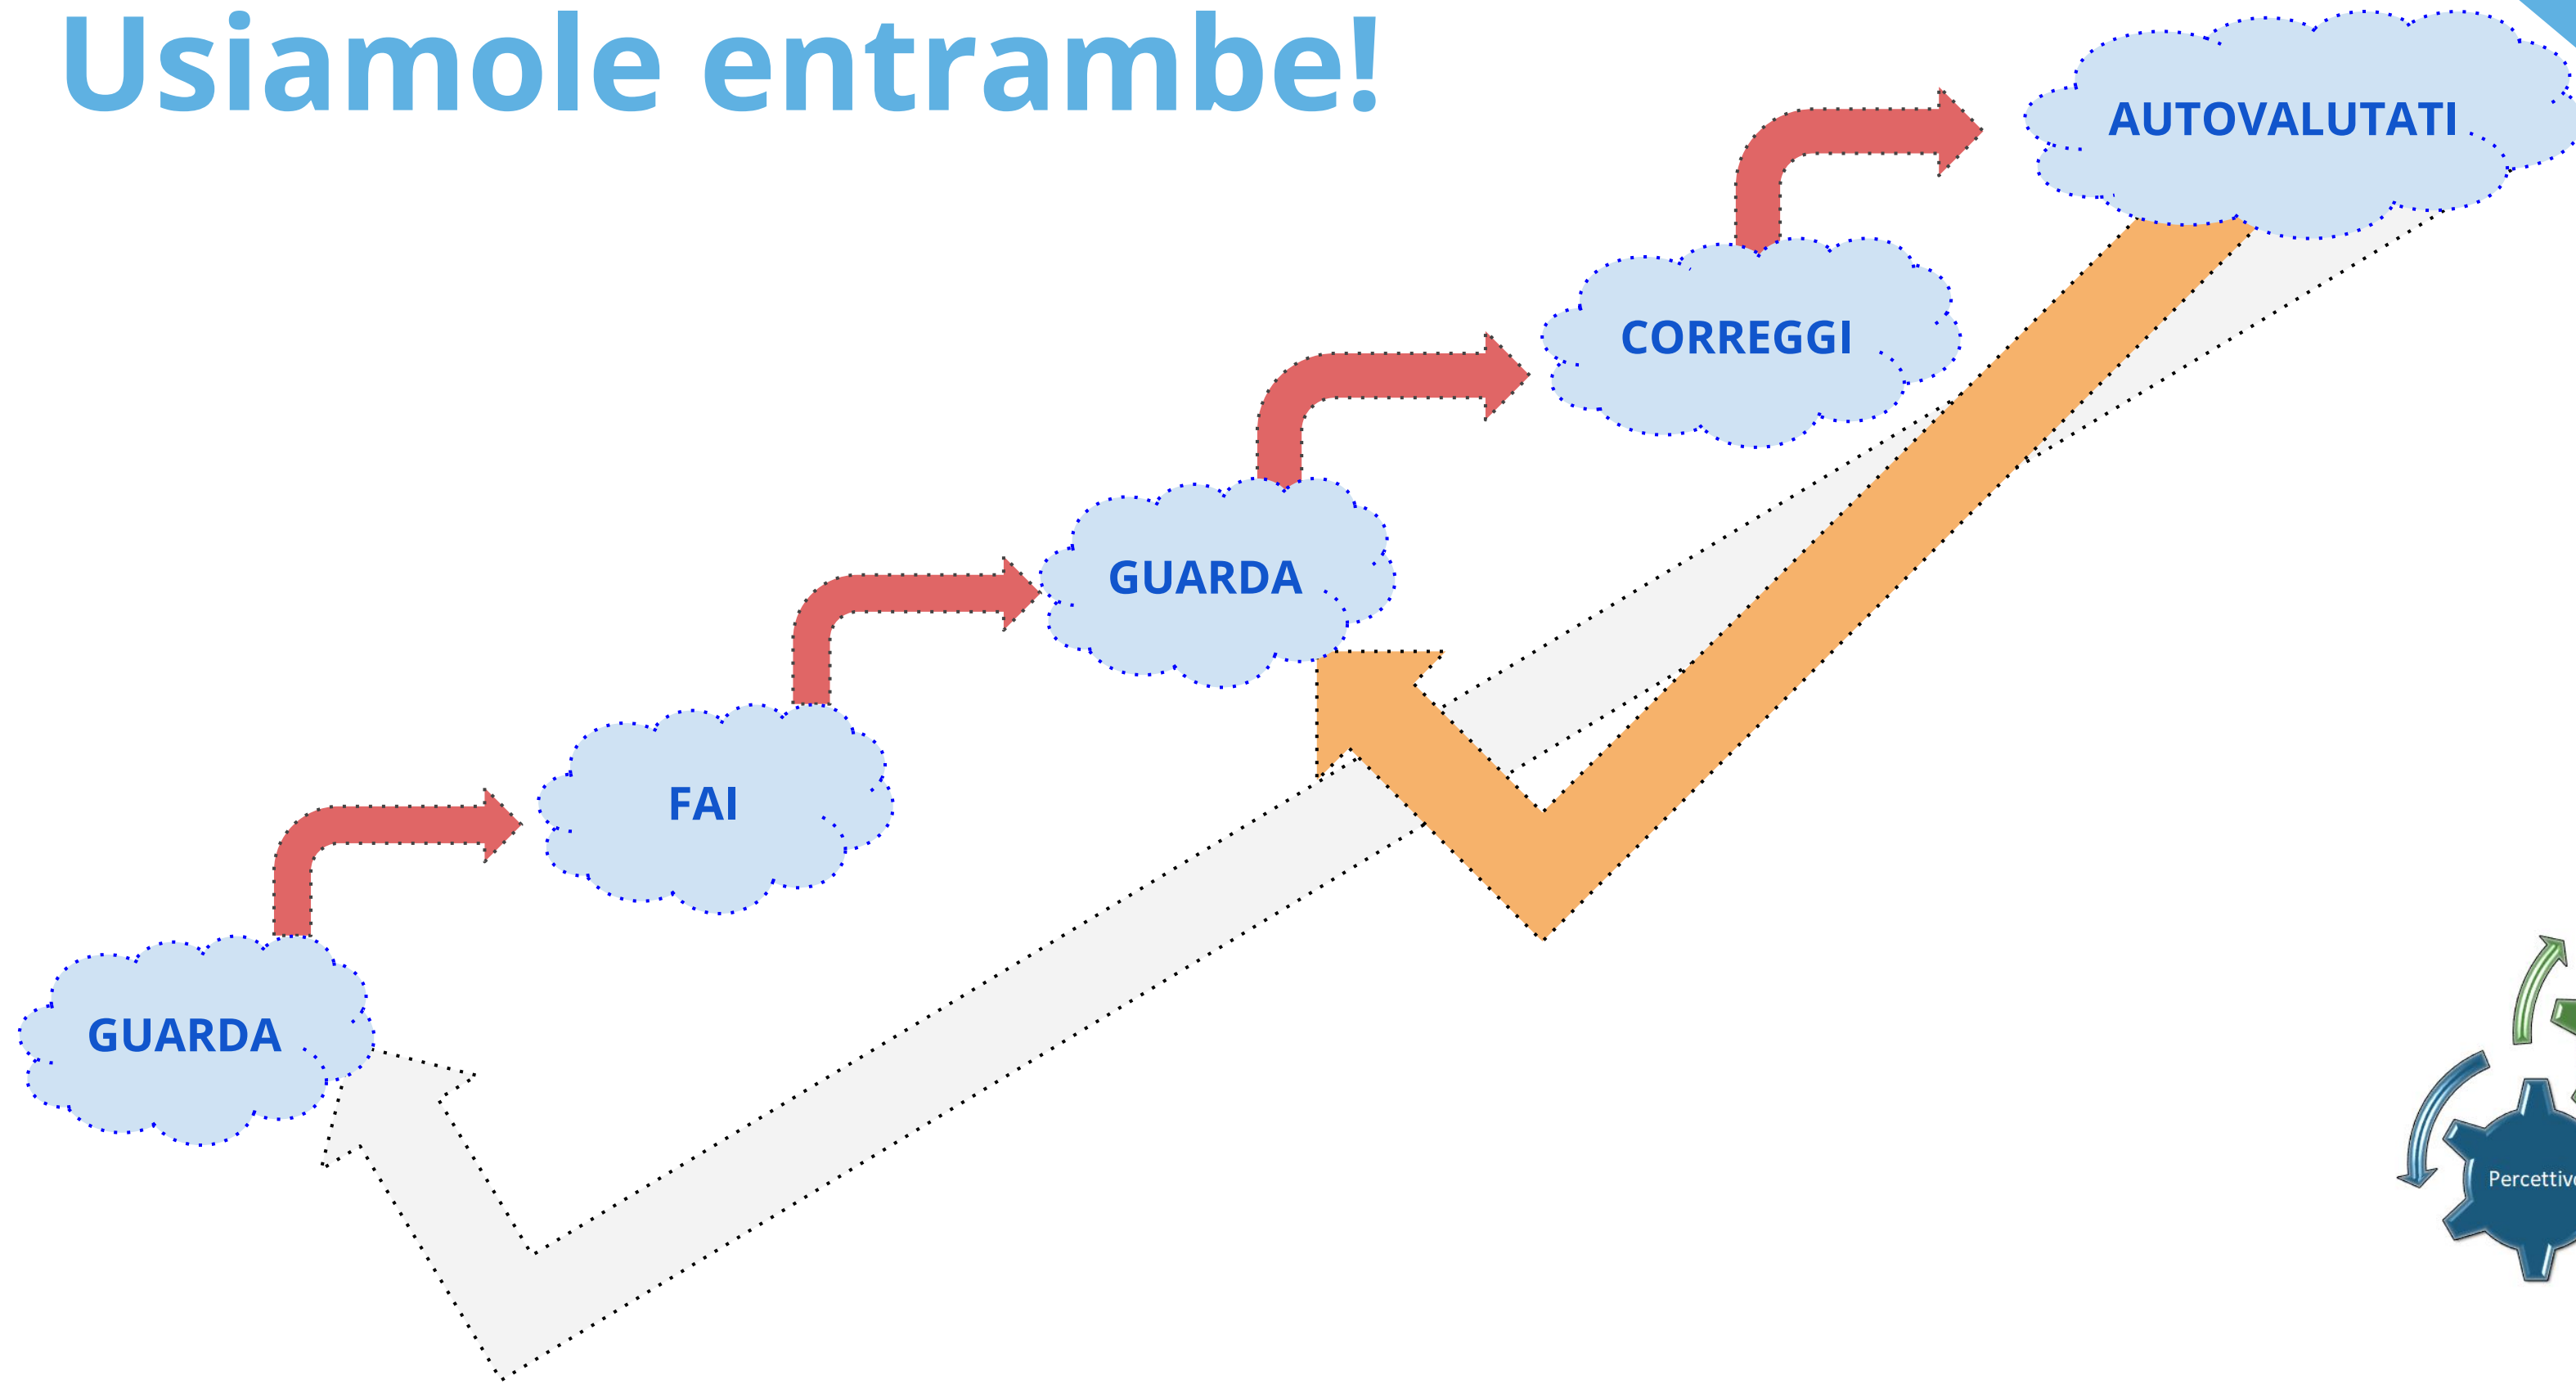 Usiamole entrambe!
AUTOVALUTATI
CORREGGI
GUARDA
FAI
GUARDA